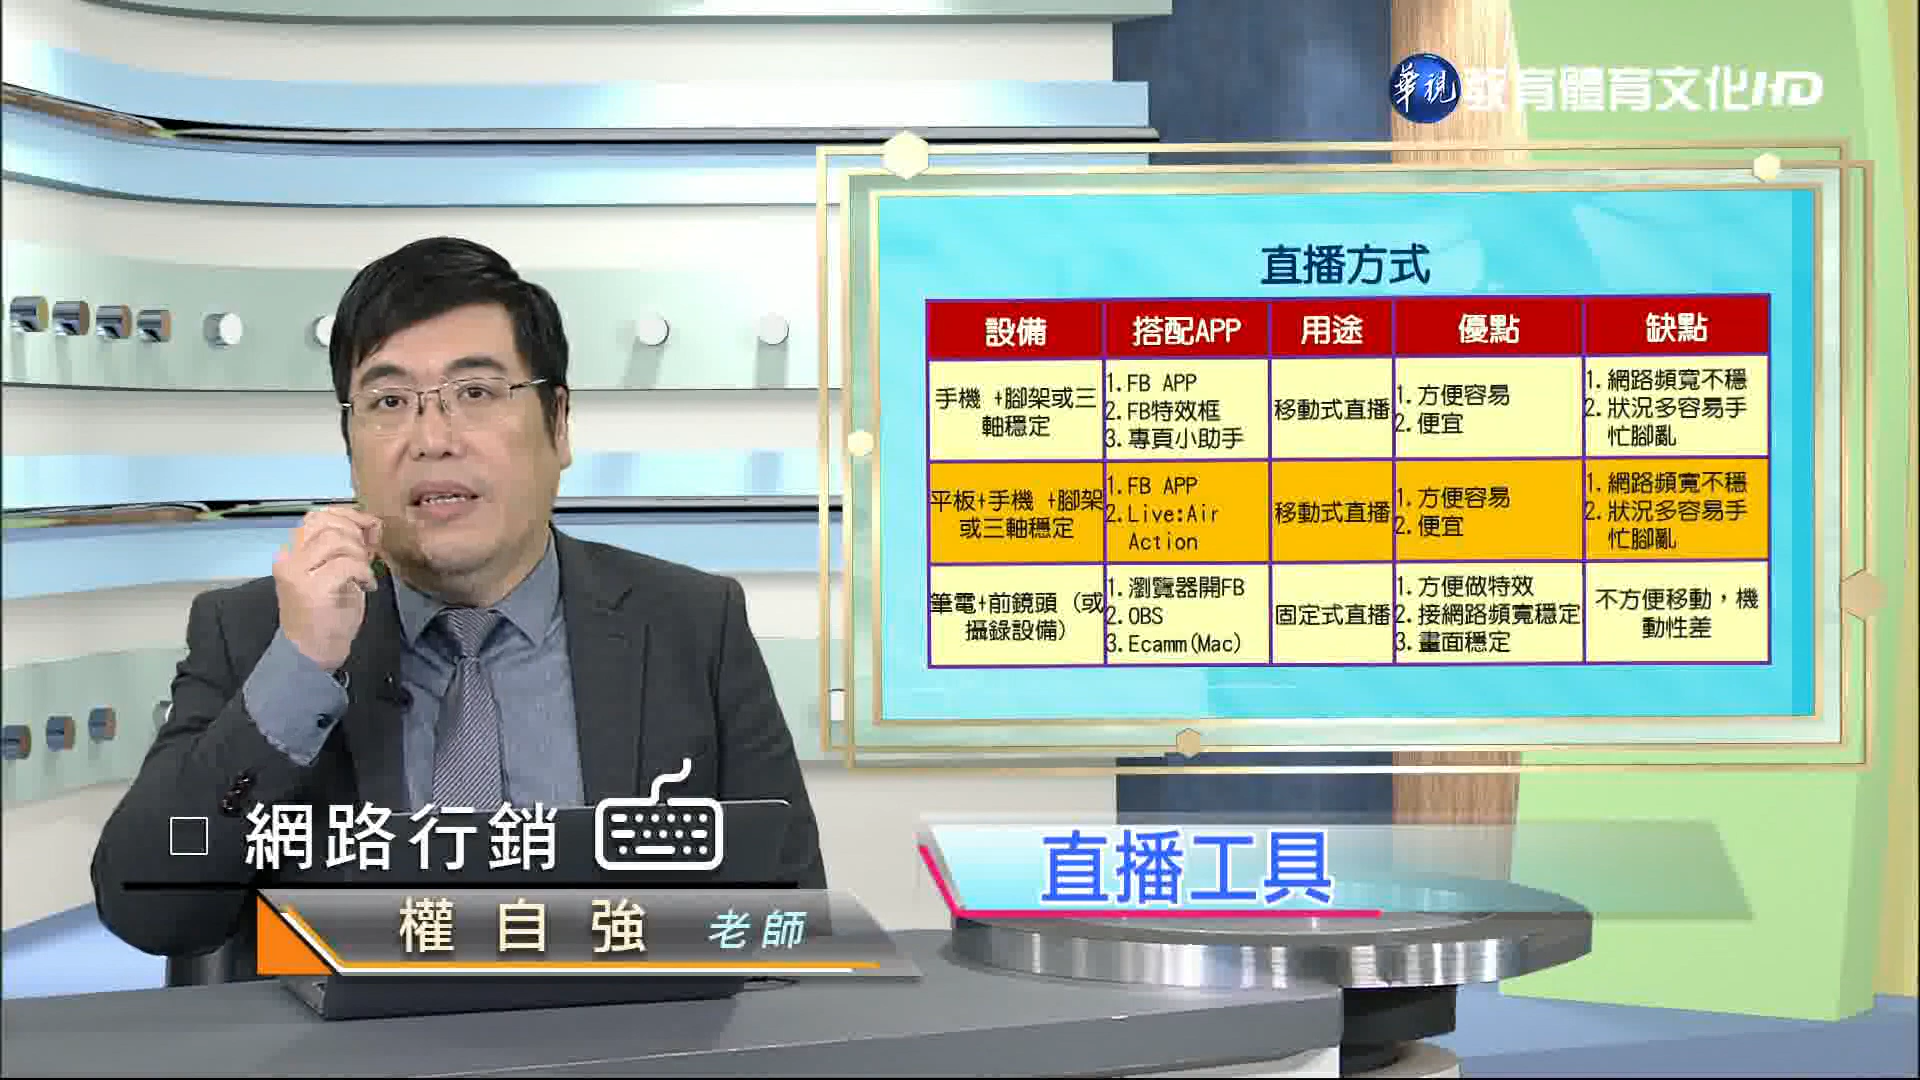 華視 教育體育文化HD
直播方式
設備 搭配APP 用途 優點 缺點
手機 +腳架或三
軸穩定
1.FB APP
2.FB特效框
3.專頁小助手
移動式直播
1.方便容易
2.便宜
1.網路頻寬不穩
2.狀況多容易手
忙腳亂
平板+手機 +腳架
或三軸穩定
1.FB APP
2.Live:Air
Action
移動式直播
1.方便容易
2.便宜
1.網路頻寬不穩
2.狀況多容易手
忙腳亂
筆電+前鏡頭 (或
攝錄設備)
1.瀏覽器開FB
2.OBS
3.Ecamm(Mac)
固定式直播
1.方便做特效
2.接網路頻寬穩定
3.畫面穩定
不方便移動，機
動性差
網路行銷
權自強 老師
直播工具